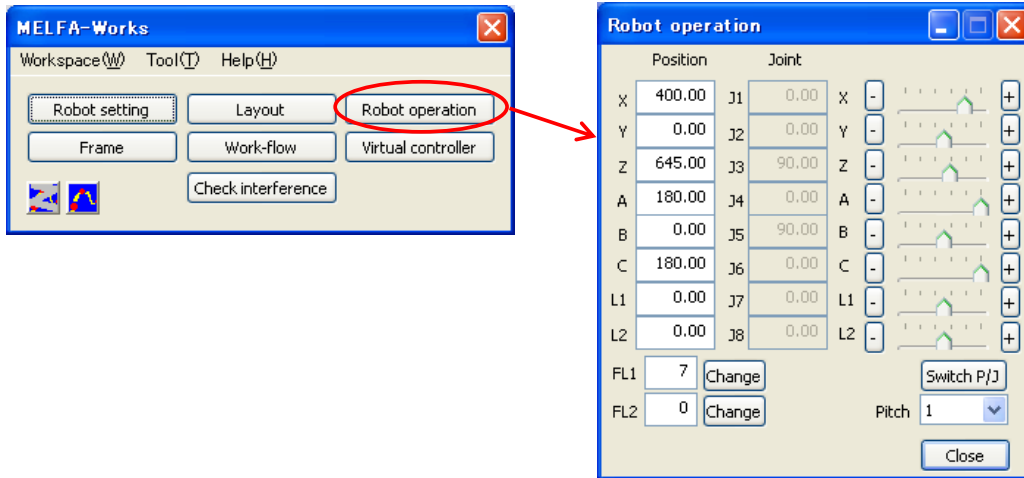 MELFA-Works
Workspace(W) Tool(T) Help(H)
Robot setting Layout Robot operation
Frame Work-flow Virtual controller
Check interference
Robot operation
Position Joint
X 400.00 J1 0.00 X - +
Y 0.00 J2 0.00 Y - +
Z 645.00 J3 90.00 Z - +
A 180.00 J4 0.00 A - +
B 0.00 J5 90.00 B - +
C 180.00 J6 0.00 C - +
L1 0.00 J7 0.00 L1 - +
L2 0.00 J8 0.00 L2 - +
FL1 7 Change Switch P/J
FL2 0 Change Pitch 1
Close